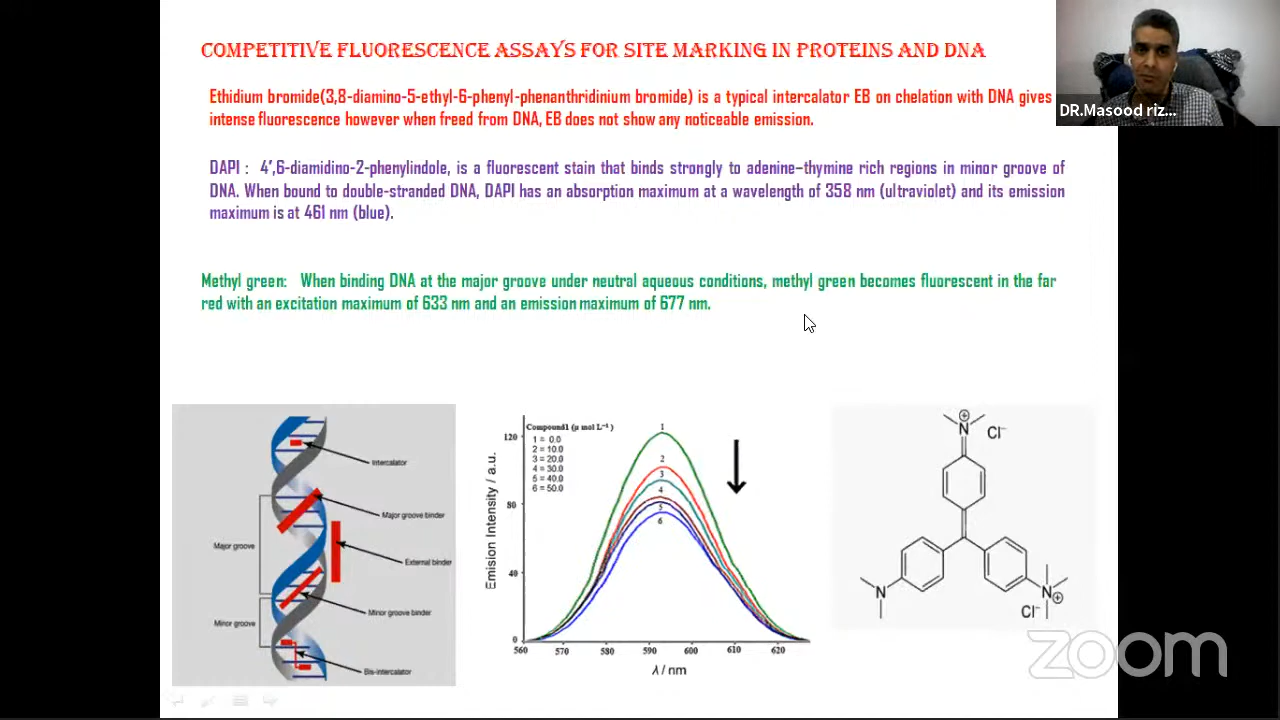 COMPETITIVE FLUORESCENCE ASSAYS FOR SITE MARKING IN PROTEINS AND DNA
DR.Masood riz...
Ethidium bromide(3,8-diamino-5-ethyl-6-phenyl-phenanthridinium bromide) is a typical intercalator EB on chelation with DNA gives
intense fluorescence however when freed from DNA, EB does not show any noticeable emission.
DAPI : 4′,6-diamidino-2-phenylindole, is a fluorescent stain that binds strongly to adenine–thymine rich regions in minor groove of
DNA. When bound to double-stranded DNA, DAPI has an absorption maximum at a wavelength of 358 nm (ultraviolet) and its emission
maximum is at 461 nm (blue).
Methyl green: When binding DNA at the major groove under neutral aqueous conditions, methyl green becomes fluorescent in the far
red with an excitation maximum of 633 nm and an emission maximum of 677 nm.
Intercalator
Major groove binder
Major groove
External binder
Minor groove binder
Minor groove
Bis-intercalator
Compound1 (µ mol L⁻¹ )
1 = 0.0
2 = 10.0
3 = 20.0
4 = 30.0
5 = 40.0
6 = 50.0
1
2
3
4
5
6
Emision Intensity / a.u.
120
80
40
0
560 570 580 590 600 610 620
λ / nm
N⊕
Cl⁻
N
N⊕
Cl⁻
zoom